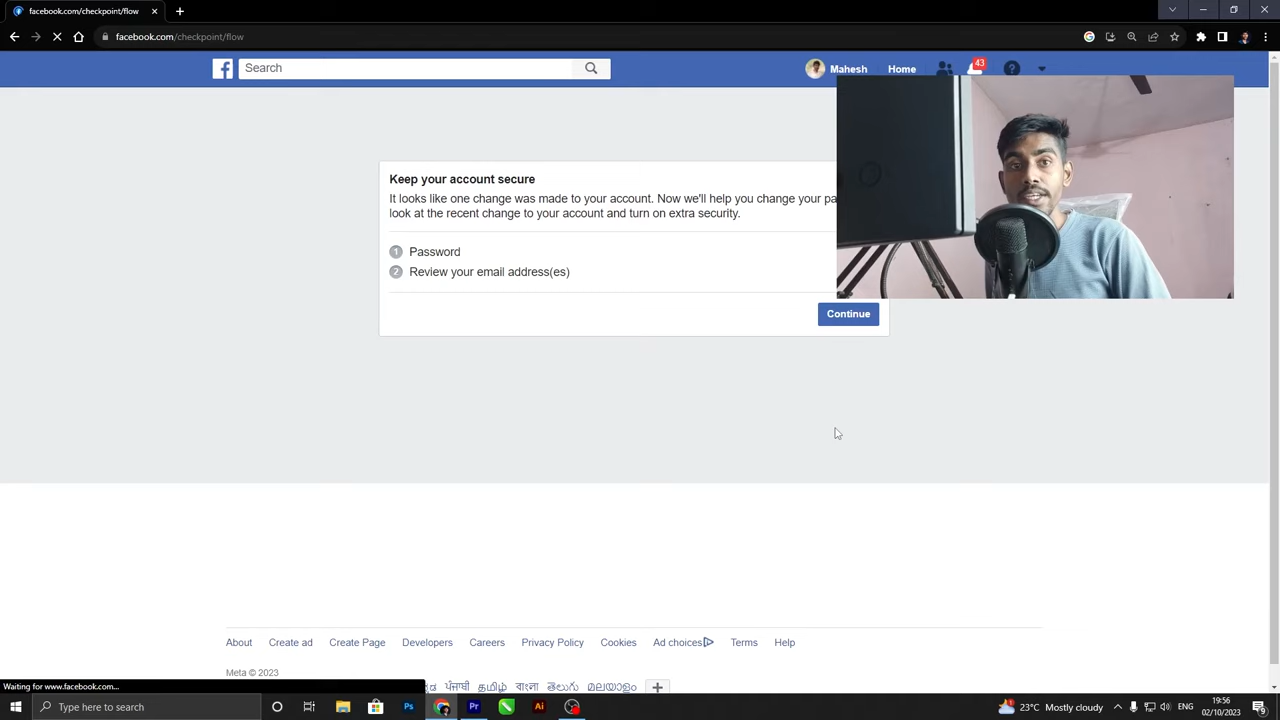 facebook.com/checkpoint/flow
facebook.com/checkpoint/flow
Search
Mahesh
Home
43
Keep your account secure
It looks like one change was made to your account. Now we'll help you change your pa
look at the recent change to your account and turn on extra security.
1 Password
2 Review your email address(es)
Continue
About Create ad Create Page Developers Careers Privacy Policy Cookies Ad choices Terms Help
Meta © 2023
ਪੰਜਾਬੀ தமிழ் বাংলা తెలుగు മലയാളം
Waiting for www.facebook.com...
Type here to search
Ps
Pr
Ai
23°C Mostly cloudy
ENG
19:56
02/10/2023